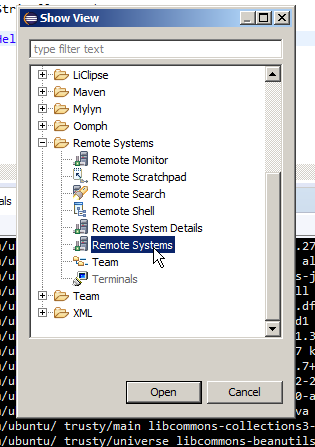 Show View
type filter text
LiClipse
Maven
Mylyn
Oomph
Remote Systems
Remote Monitor
Remote Scratchpad
Remote Search
Remote Shell
Remote System Details
Remote Systems
Team
Terminals
Team
XML
Open
Cancel
/ubuntu/ trusty/main libcommons-collections3-
/ubuntu/ trusty/universe libcommons-beanutils